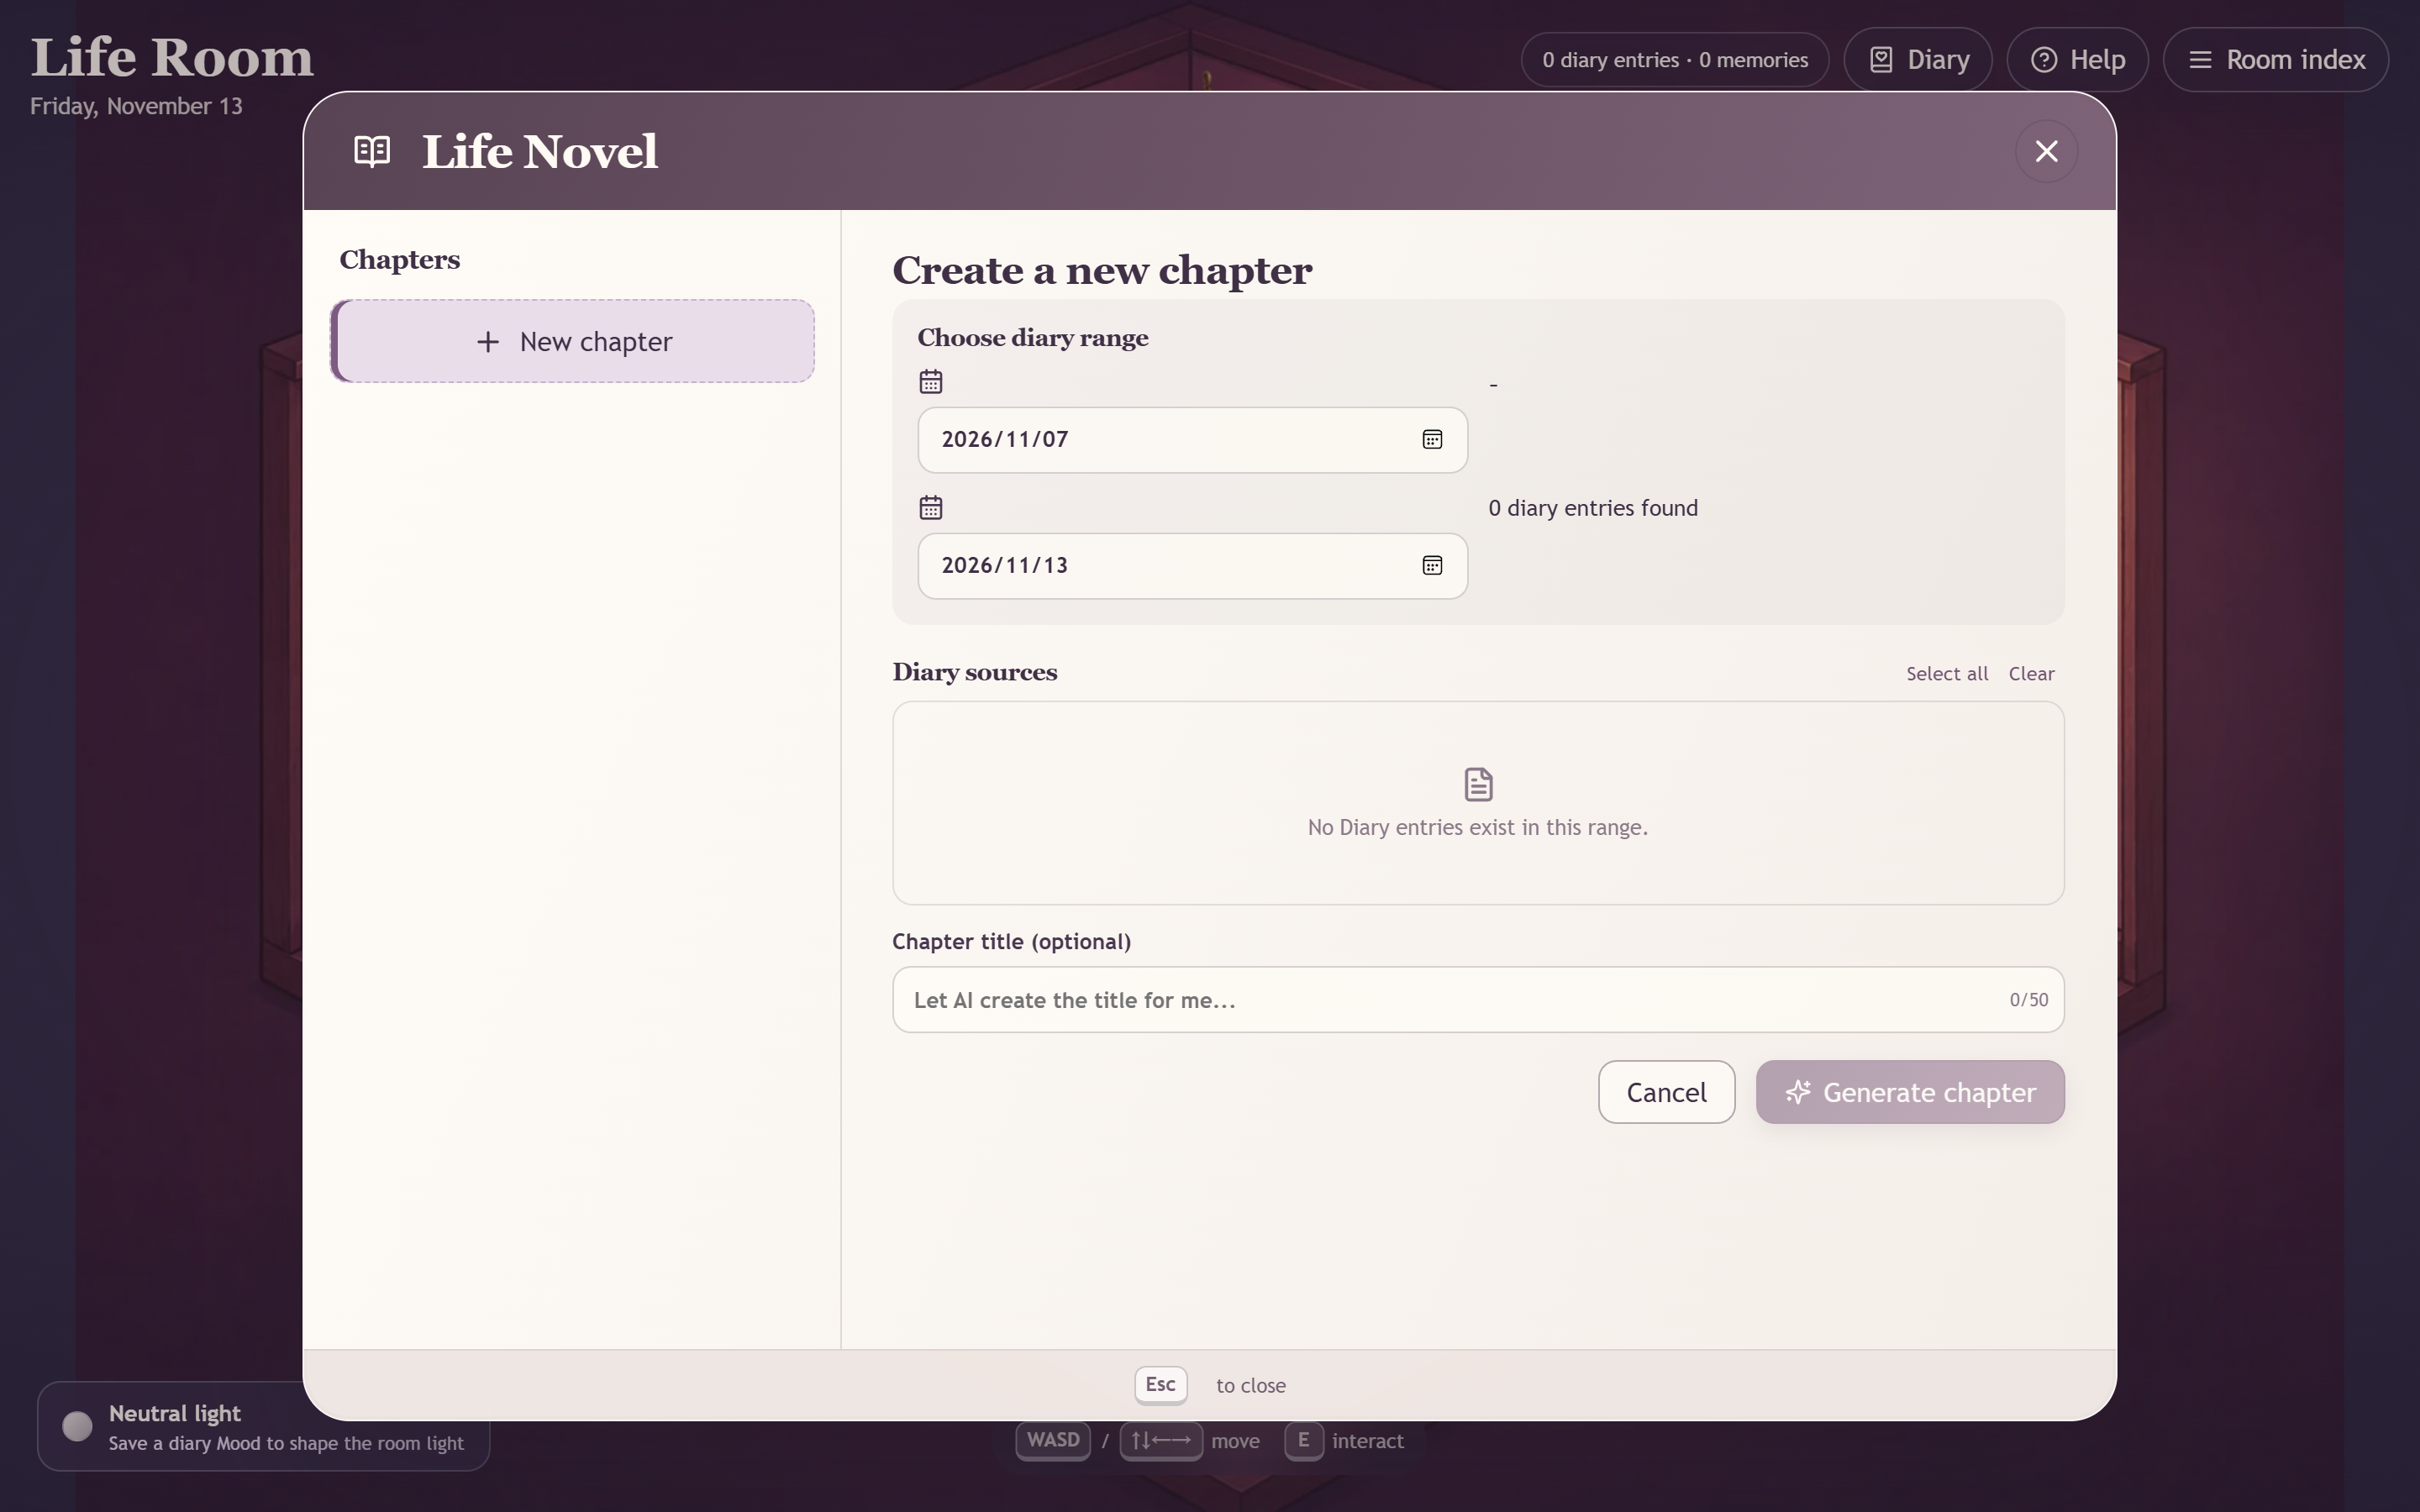 Life Room
Friday, November 13
0 diary entries · 0 memories
Diary
Help
Room index
Life Novel
Chapters
New chapter
Create a new chapter
Choose diary range
-
2026/11/07
0 diary entries found
2026/11/13
Diary sources
Select all
Clear
No Diary entries exist in this range.
Chapter title (optional)
Let AI create the title for me...
0/50
Cancel
Generate chapter
Esc to close
Neutral light
Save a diary Mood to shape the room light
WASD / ↑↓←→ move E interact